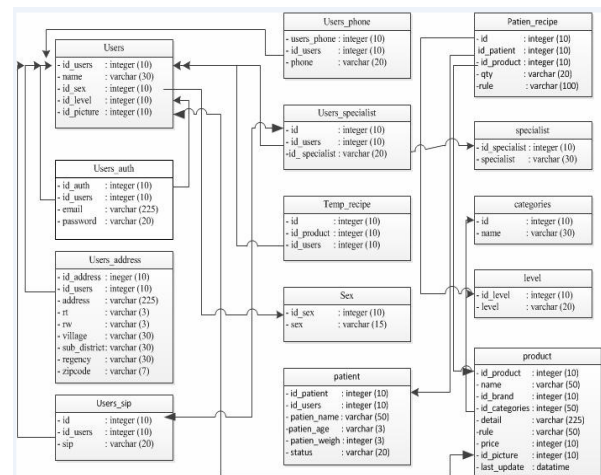 Users
- id_users : integer (10)
- name : varchar (30)
- id_sex : integer (10)
- id_level : integer (10)
- id_picture : integer (10)
Users_auth
- id_auth : integer (10)
- id_users : integer (10)
- email : varchar (225)
- password : varchar (20)
Users_address
- id_address : ineger (10)
- id_users : integer (10)
- address : varchar (225)
- rt : varchar (3)
- rw : varchar (3)
- village : varchar (30)
- sub_district: varchar (30)
- regency : varchar (30)
- zipcode : varchar (7)
Users_sip
- id : integer (10)
- id_users : integer (10)
- sip : varchar (20)
Users_phone
- users_phone : integer (10)
- id_users : integer (10)
- phone : varchar (20)
Users_specialist
- id : integer (10)
- id_users : integer (10)
-id_ specialist : varchar (20)
Temp_recipe
- id : integer (10)
- id_product : integer (10)
- id_users : integer (10)
Sex
- id_sex : integer (10)
- sex : varchar (15)
patient
- id_patient : integer (10)
- id_users : integer (10)
- patien_name : varchar (50)
-patien_age : varchar (3)
- patien_weigh : integer (3)
- status : varchar (20)
Patien_recipe
- id : integer (10)
id_patient : integer (10)
- id_product : integer (10)
- qty : varchar (20)
-rule : varchar (100)
specialist
- id_specialist : integer (10)
- specialist : varchar (30)
categories
- id : integer (10)
- name : varchar (30)
level
- id_level : integer (10)
- level : varchar (20)
product
- id_product : integer (10)
- name : varchar (50)
- id_brand : integer (10)
- id_categories : integer (50)
- detail : varchar (225)
-rule : varchar (50)
- price : integer (10)
- id_picture : integer (10)
- last_update : datatime